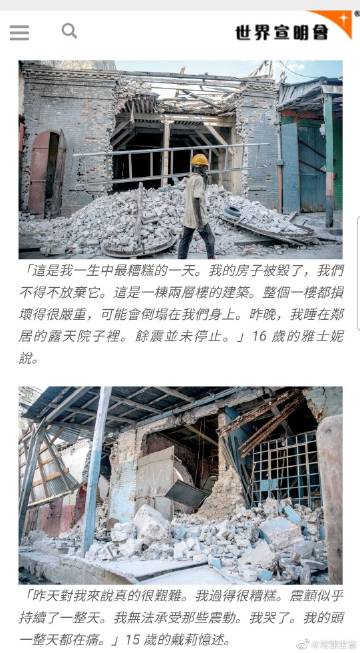 世界宣明會
「這是我一生中最糟糕的一天。我的房子被毀了，我們
不得不放棄它。這是一棟兩層樓的建築。整個一樓都損
壞得很嚴重，可能會倒塌在我們身上。昨晚，我睡在鄰
居的露天院子裡。餘震並未停止。」16 歲的雅士妮
說。
「昨天對我來說真的很艱難。我過得很糟糕。震顫似乎
持續了一整天。我無法承受那些震動。我哭了。我的頭
一整天都在痛。」15 歲的戴莉憶述。